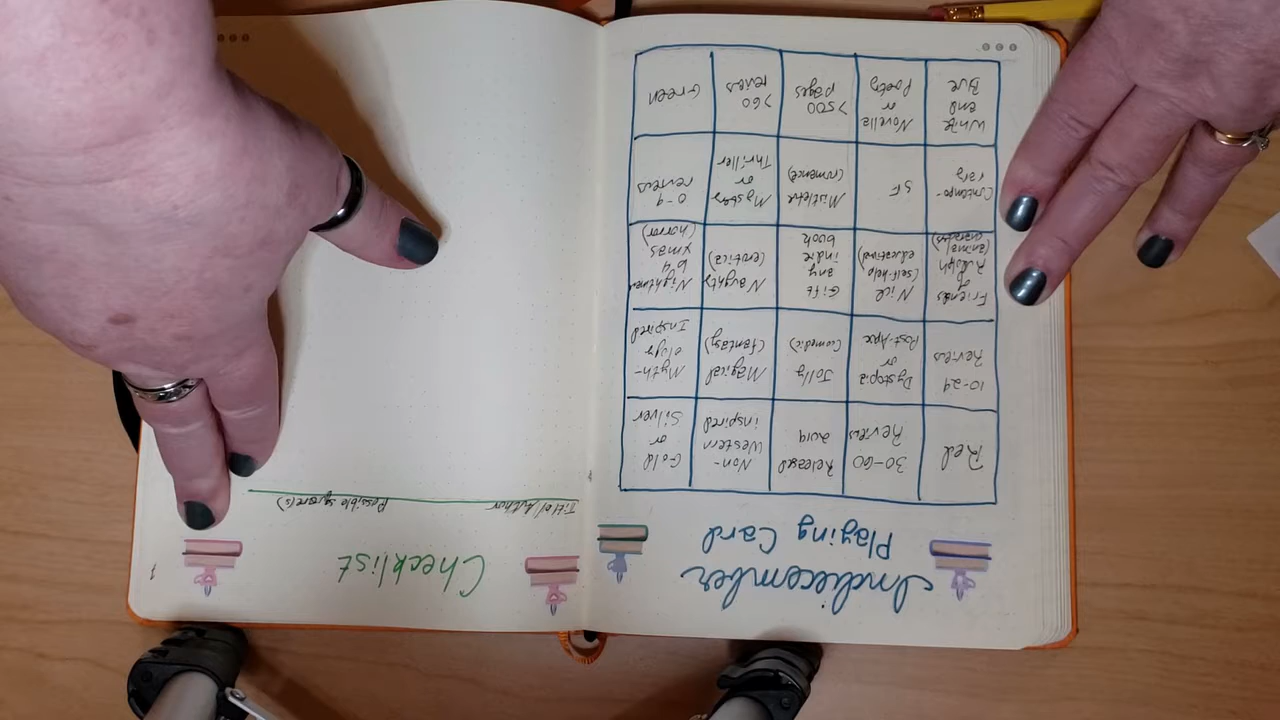 Indiecember
Playing Card
Red
30-60
Reviews
Released
2019
Non-
Western
inspired
Gold
or
Silver
10-29
Reviews
Dystopia
or
Post-Apoc
Jolly
(comedic)
Magical
(fantasy)
Myth-
ology
Inspired
Friends
of
Rudolph
(animal
characters)
Nice
(self-help
educational)
Gift
any
indie
book
Naughty
(erotica)
Nightmare
b4
xmas
(horror)
Contempo-
rary
SF
Mistletoe
(romance)
Mystery
or
Thriller
0-9
reviews
White
and
Blue
Novella
or
Poetry
>500
pages
>60
reviews
Green
Checklist
Title/Author Possible square(s)